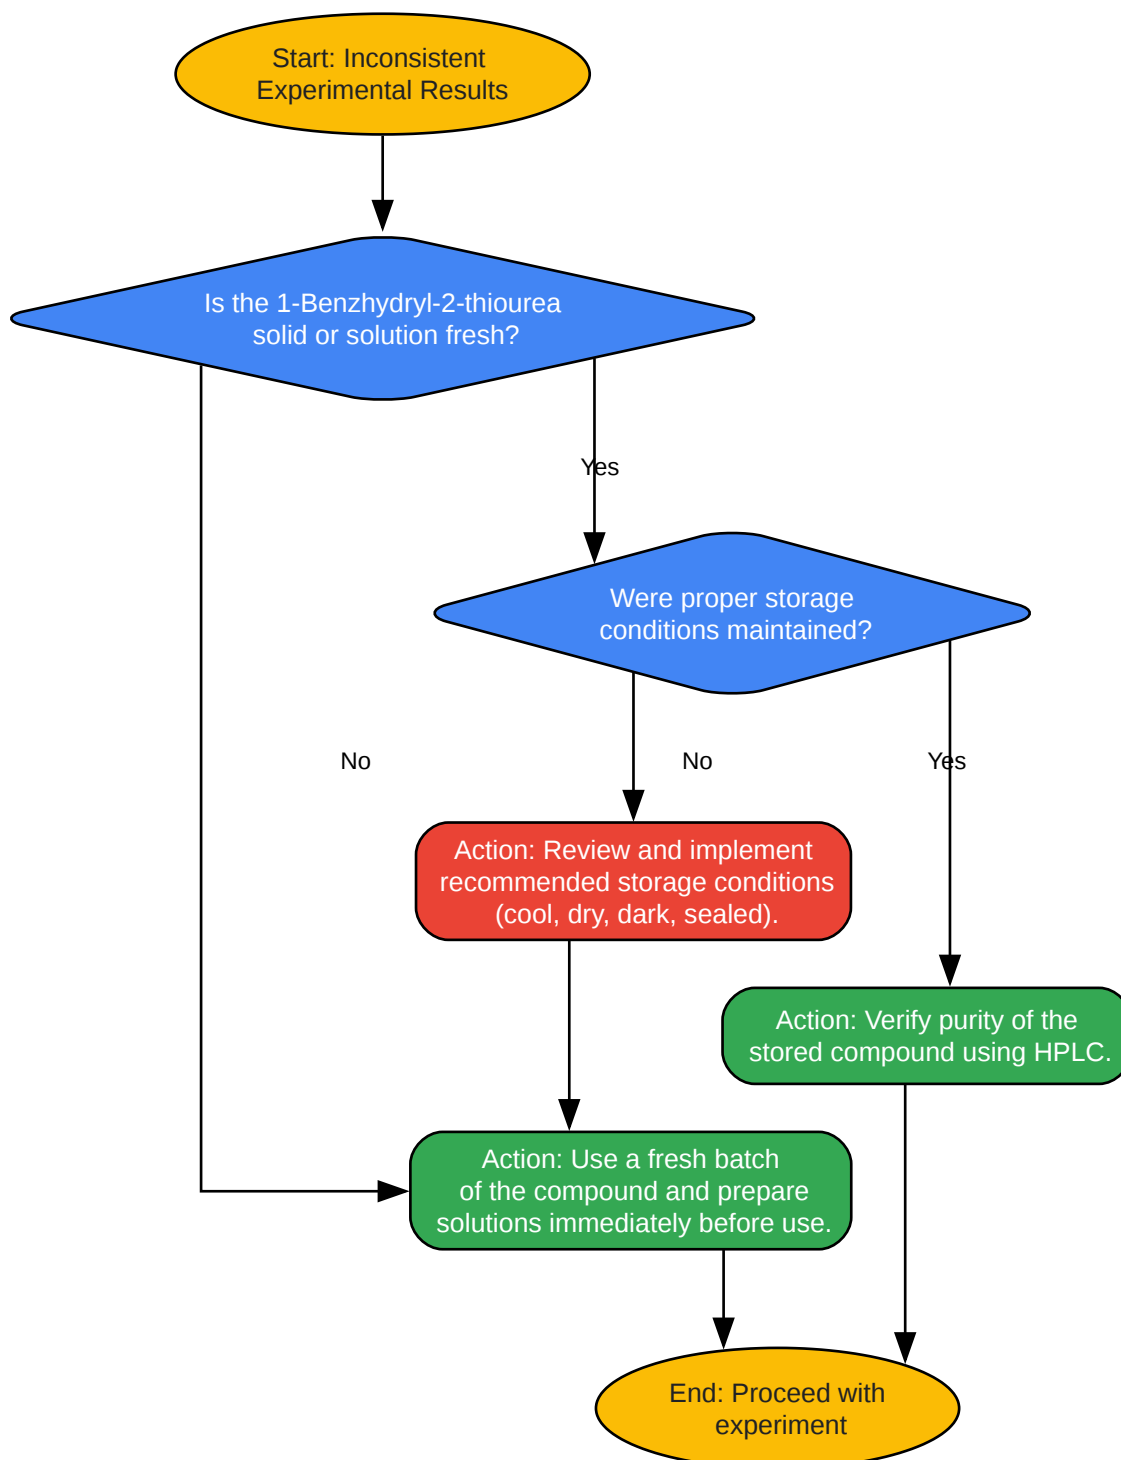 Start: Inconsistent
Experimental Results
Is the 1-Benzhydryl-2-thiourea
solid or solution fresh?
Yes
Were proper storage
conditions maintained?
No
No
Yes
Action: Review and implement
recommended storage conditions
(cool, dry, dark, sealed).
Action: Verify purity of the
stored compound using HPLC.
Action: Use a fresh batch
of the compound and prepare
solutions immediately before use.
End: Proceed with
experiment